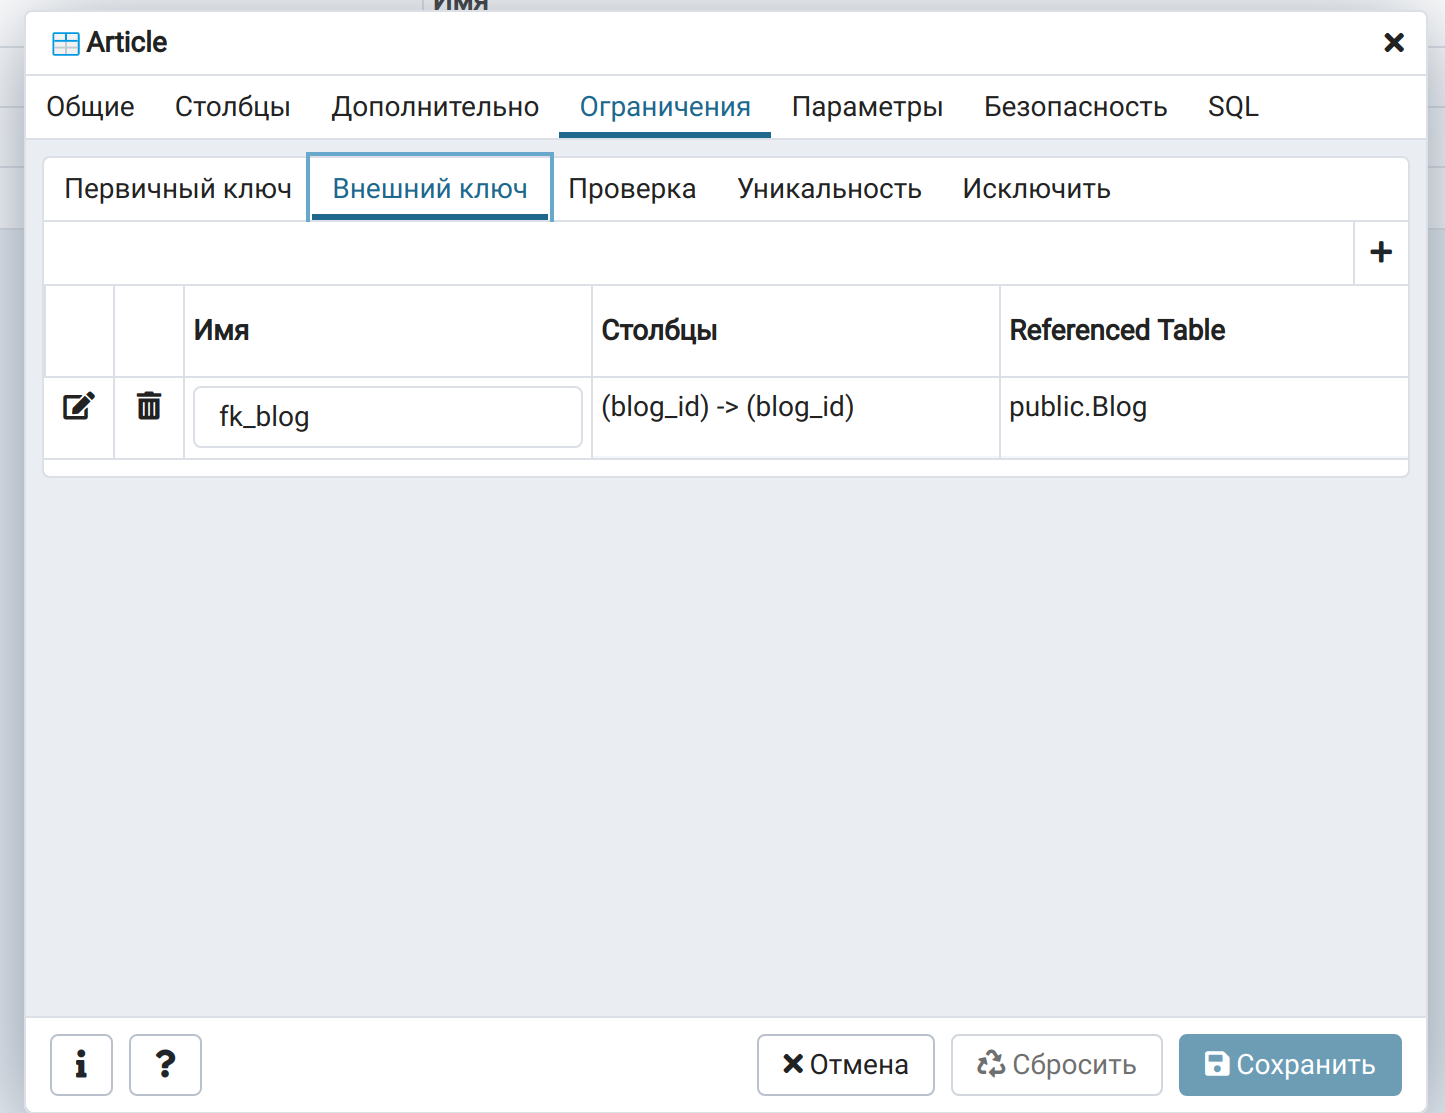 Имя
Article
Общие Столбцы Дополнительно Ограничения Параметры Безопасность SQL
Первичный ключ Внешний ключ Проверка Уникальность Исключить
Имя Столбцы Referenced Table
fk_blog (blog_id) -> (blog_id) public.Blog
i ? Отмена Сбросить Сохранить